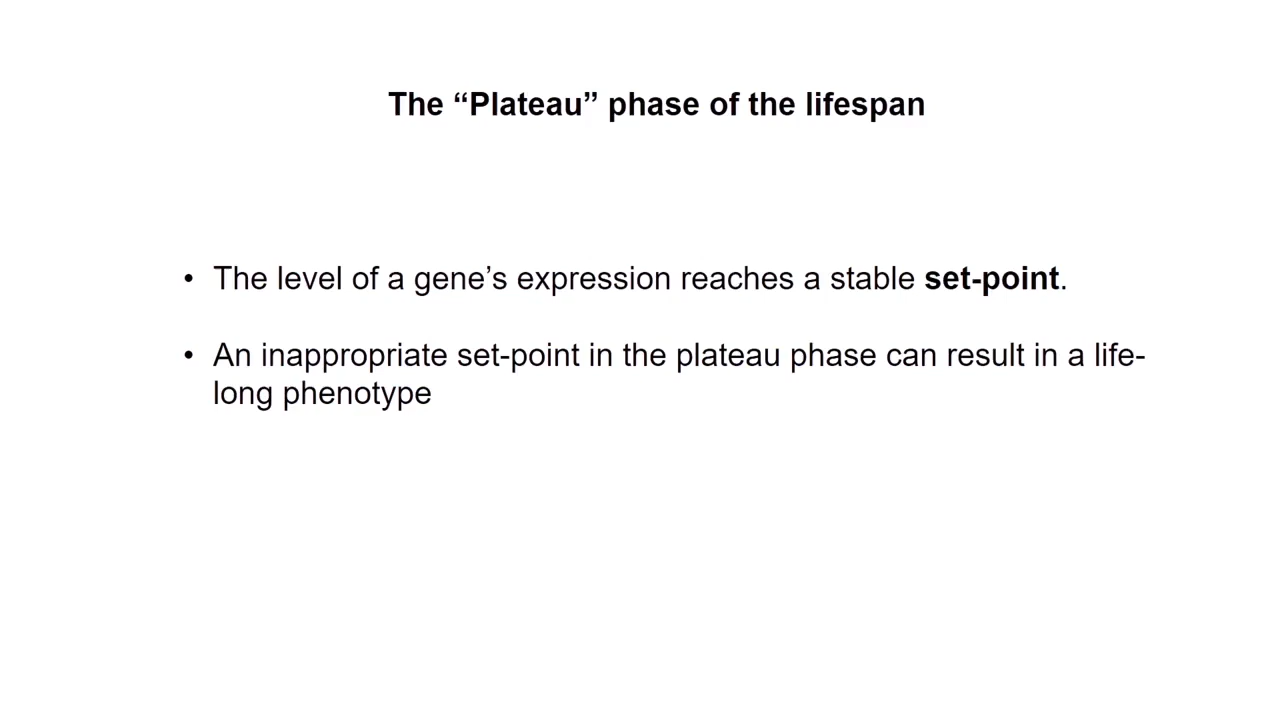 The “Plateau” phase of the lifespan
• The level of a gene’s expression reaches a stable set-point.
• An inappropriate set-point in the plateau phase can result in a life-
long phenotype